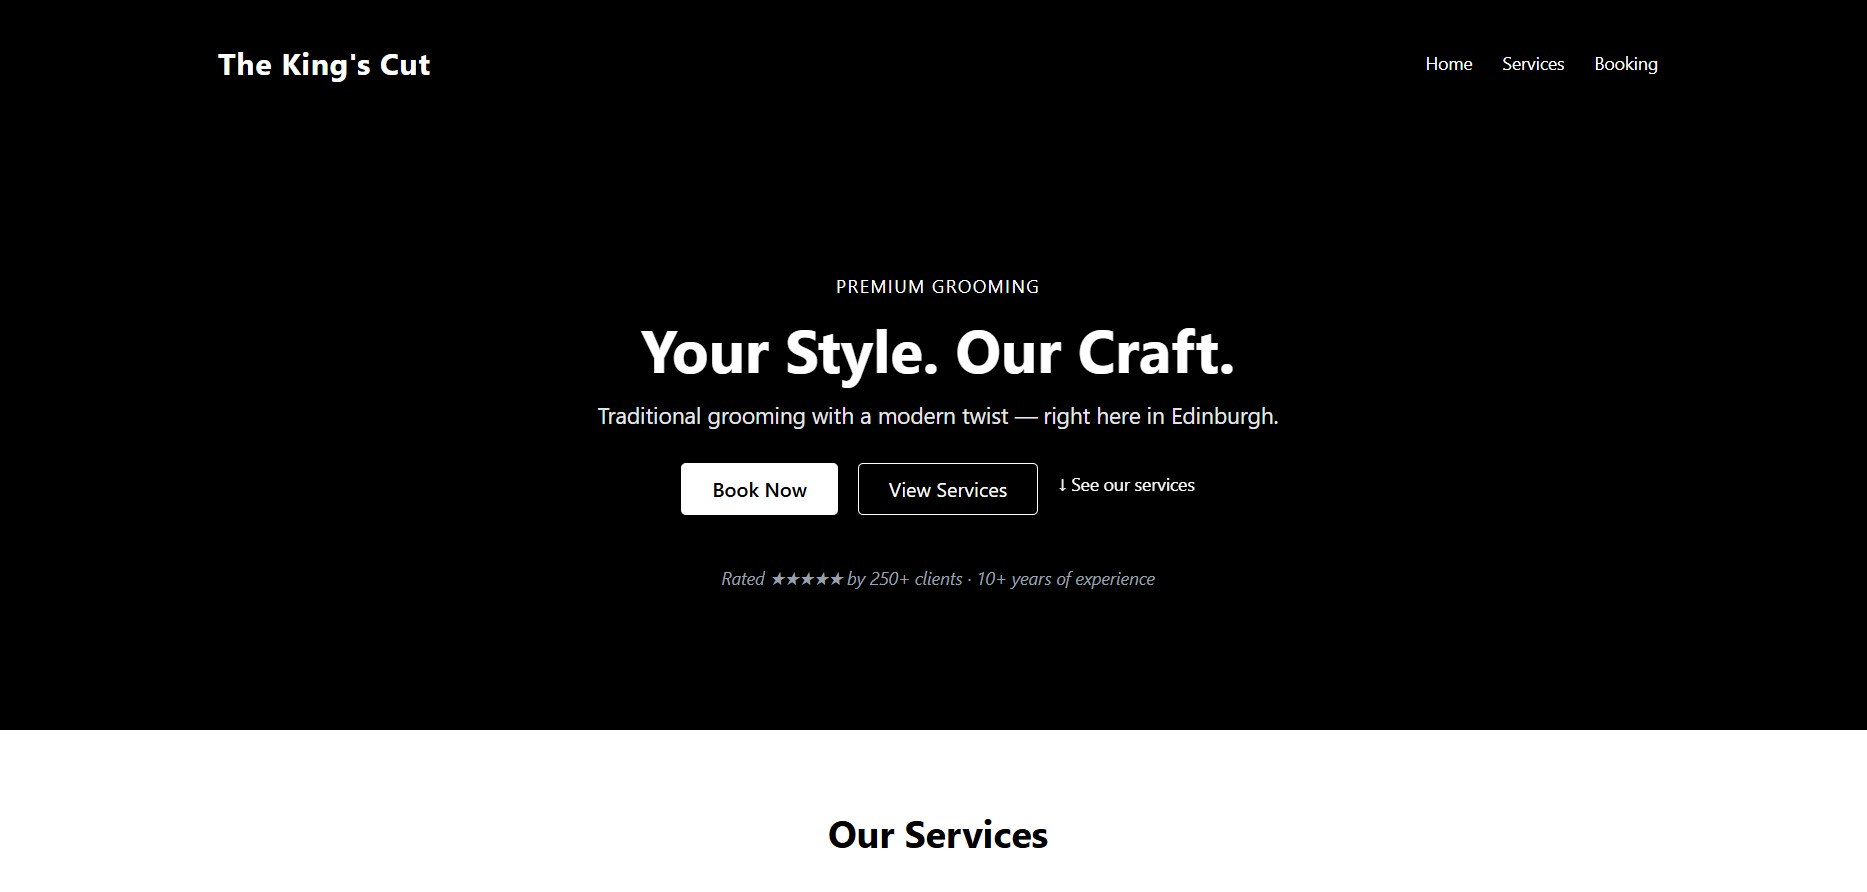 The King's Cut
Home Services Booking
PREMIUM GROOMING
Your Style. Our Craft.
Traditional grooming with a modern twist — right here in Edinburgh.
Book Now View Services ↓ See our services
Rated ★★★★★ by 250+ clients · 10+ years of experience
Our Services